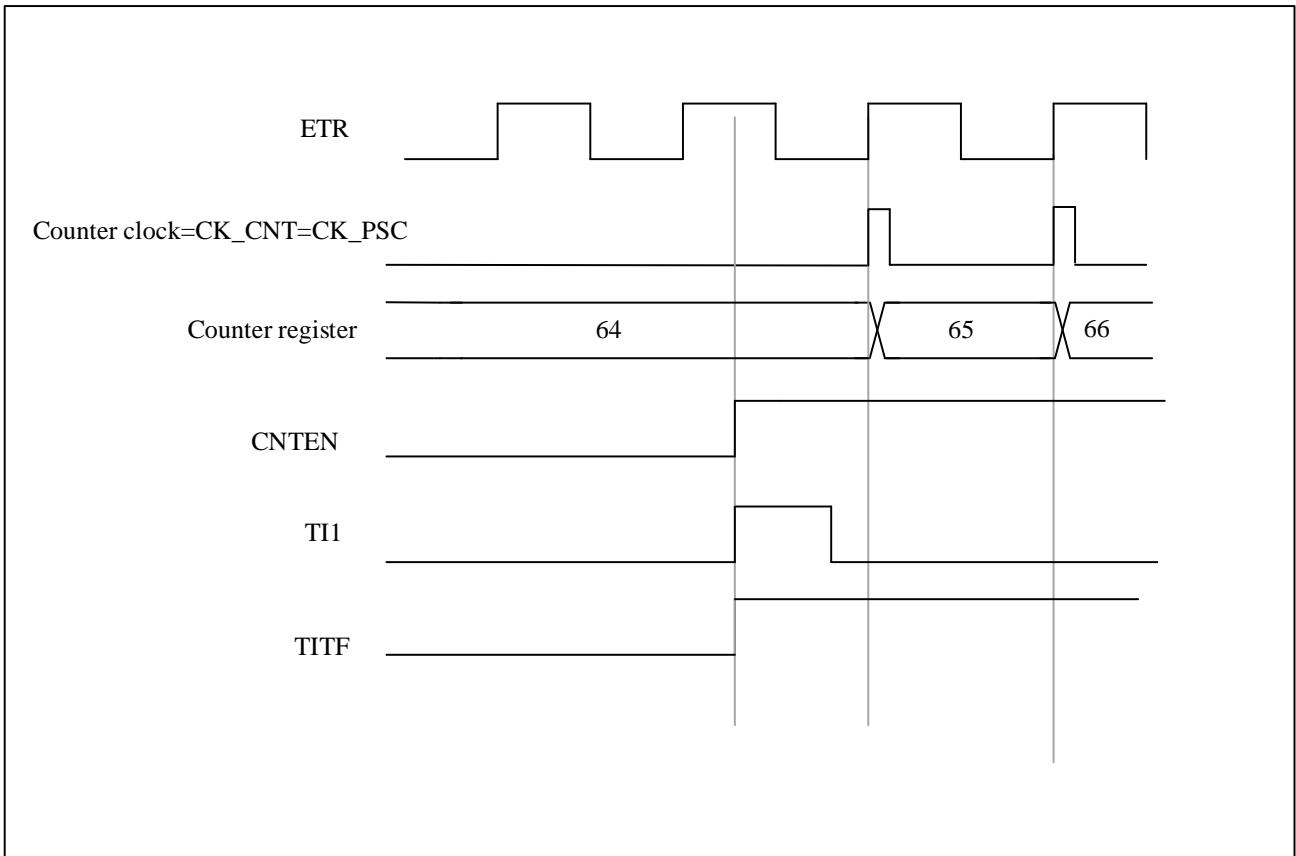 ETR
Counter clock=CK_CNT=CK_PSC
Counter register 64 65 66
CNTEN
TI1
TITF